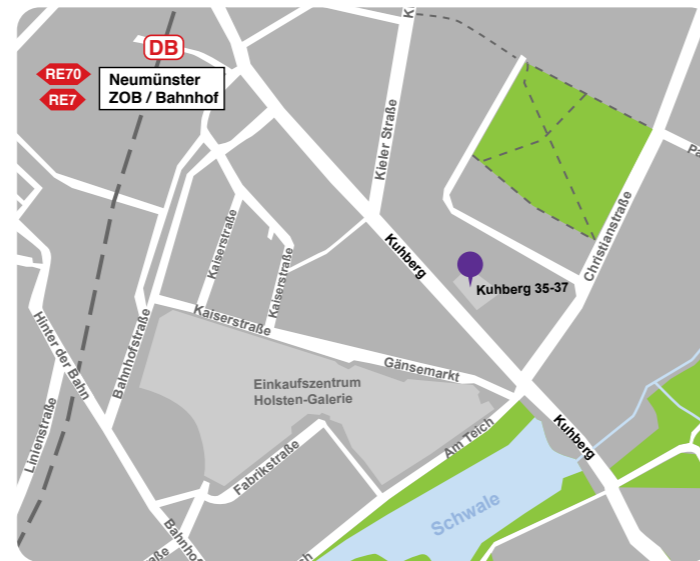 DB
RE70
RE7
Neumünster
ZOB / Bahnhof
Kieler Straße
Kuhberg
Kuhberg 35-37
Christianstraße
Kaiserstraße
Kaiserstraße
Kaiserstraße
Gänsemarkt
Bahnhofstraße
Hinter der Bahn
Linienstraße
Einkaufszentrum
Holsten-Galerie
Fabrikstraße
Am Teich
Kuhberg
Schwale